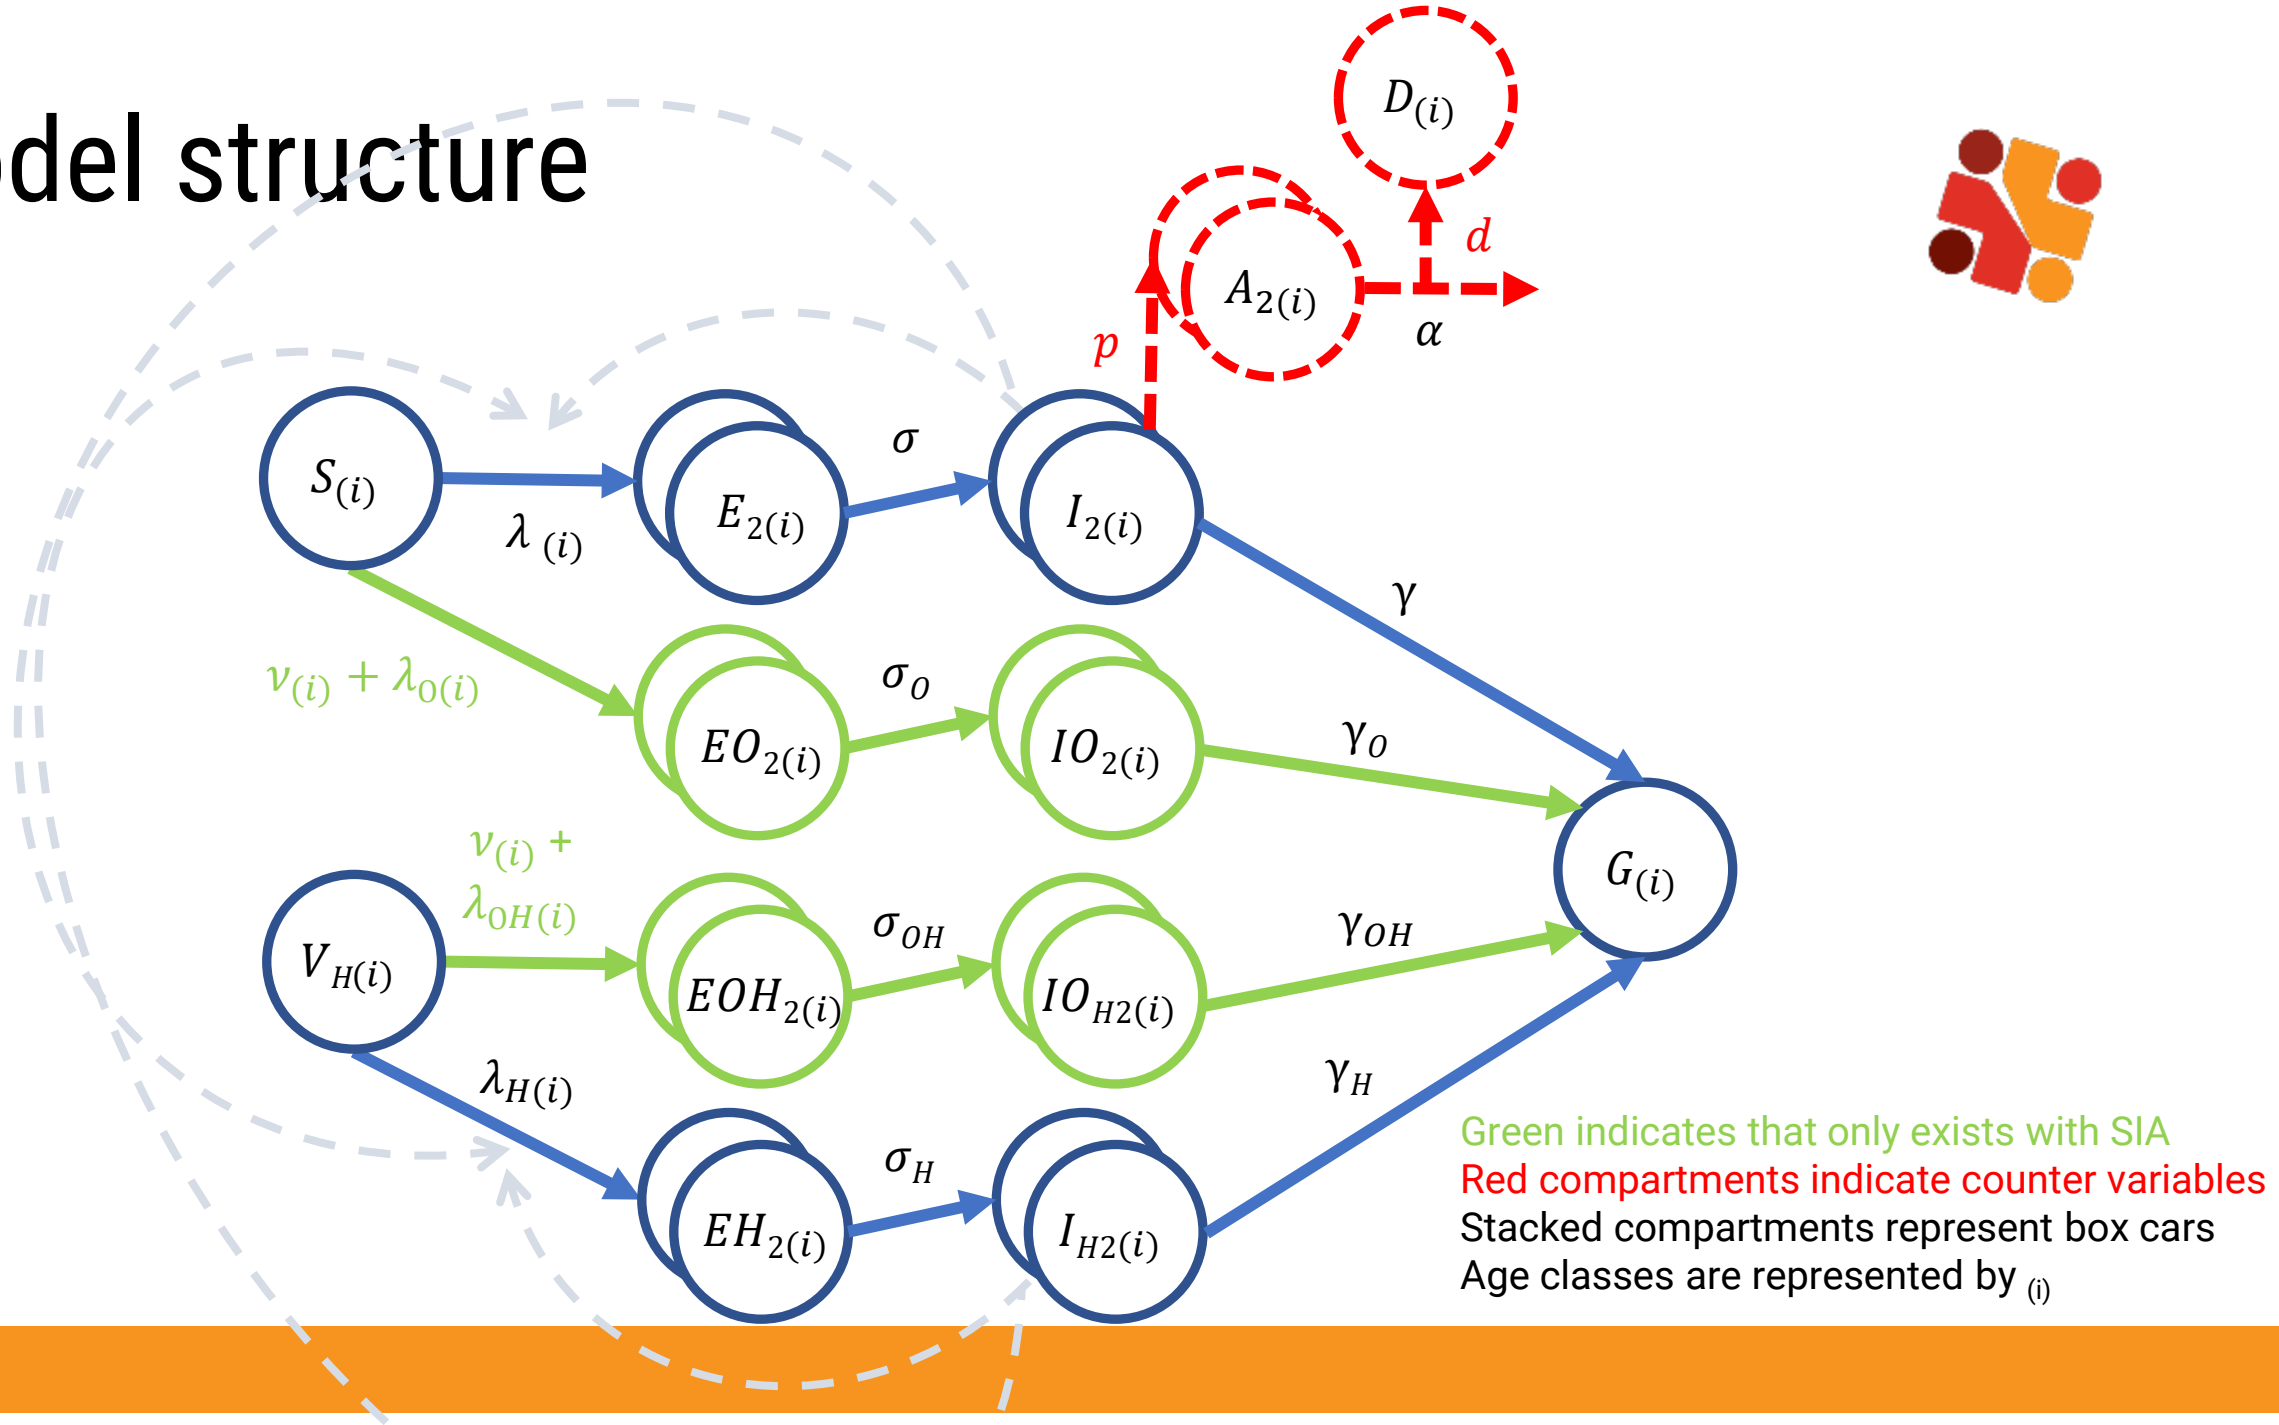 odel structure
D(i)
d
A2(i)
p
α
σ
S(i)
E2(i)
I2(i)
λ (i)
γ
ν(i) + λO(i)
σO
EO2(i)
IO2(i)
γO
ν(i) +
λOH(i)
G(i)
σOH
γOH
VH(i)
EOH2(i)
IOH2(i)
λH(i)
γH
σH
EH2(i)
IH2(i)
Green indicates that only exists with SIA
Red compartments indicate counter variables
Stacked compartments represent box cars
Age classes are represented by (i)